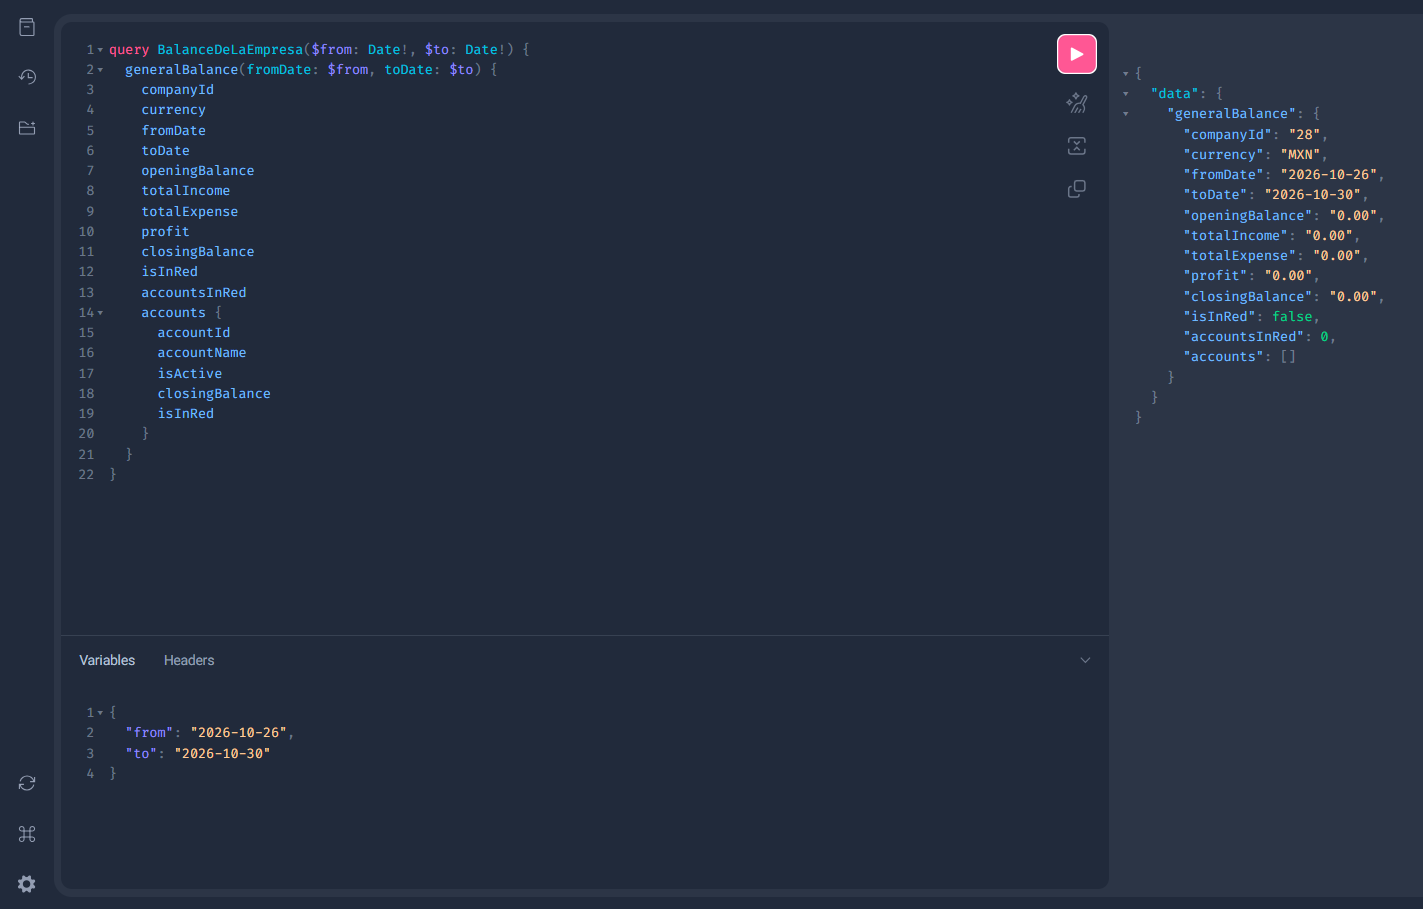 1 query BalanceDeLaEmpresa($from: Date!, $to: Date!) {
2 generalBalance(fromDate: $from, toDate: $to) {
3 companyId
4 currency
5 fromDate
6 toDate
7 openingBalance
8 totalIncome
9 totalExpense
10 profit
11 closingBalance
12 isInRed
13 accountsInRed
14 accounts {
15 accountId
16 accountName
17 isActive
18 closingBalance
19 isInRed
20 }
21 }
22 }
Variables Headers
1 {
2 "from": "2026-10-26",
3 "to": "2026-10-30"
4 }
{
"data": {
"generalBalance": {
"companyId": "28",
"currency": "MXN",
"fromDate": "2026-10-26",
"toDate": "2026-10-30",
"openingBalance": "0.00",
"totalIncome": "0.00",
"totalExpense": "0.00",
"profit": "0.00",
"closingBalance": "0.00",
"isInRed": false,
"accountsInRed": 0,
"accounts": []
}
}
}